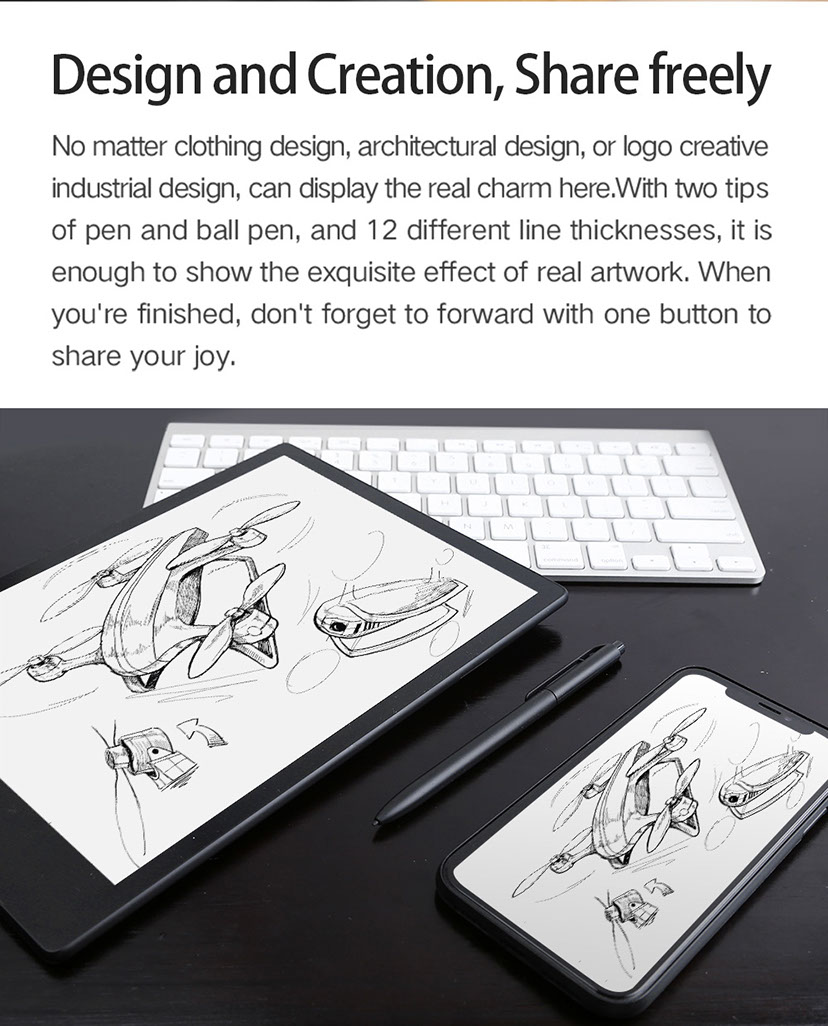 Design and Creation, Share freely
No matter clothing design, architectural design, or logo creative
industrial design, can display the real charm here.With two tips
of pen and ball pen, and 12 different line thicknesses, it is
enough to show the exquisite effect of real artwork. When
you're finished, don't forget to forward with one button to
share your joy.